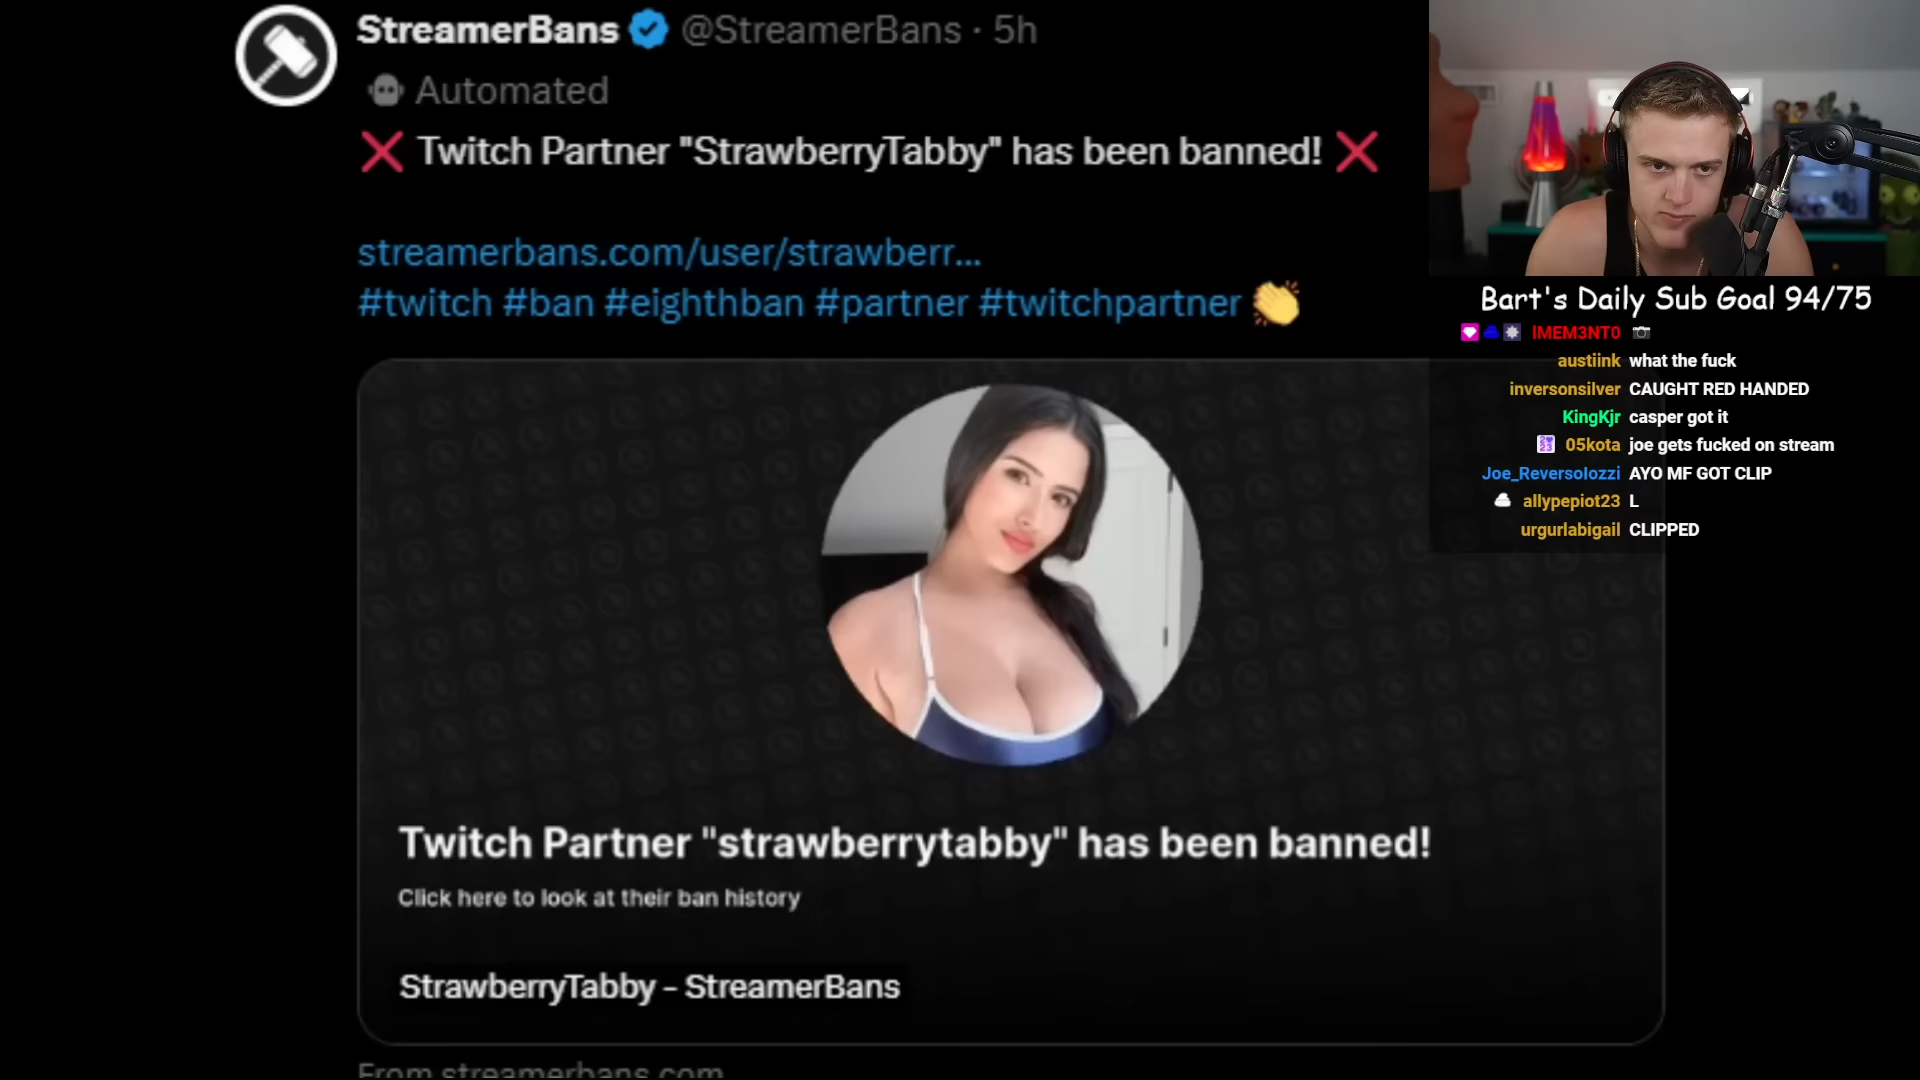 StreamerBans @StreamerBans · 5h
Automated
❌ Twitch Partner "StrawberryTabby" has been banned! ❌
streamerbans.com/user/strawberr...
#twitch #ban #eighthban #partner #twitchpartner 👏
Twitch Partner "strawberrytabby" has been banned!
Click here to look at their ban history
StrawberryTabby - StreamerBans
From streamerbans.com
Bart's Daily Sub Goal 94/75
lMEM3NT0 📷
austiink what the fuck
inversonsilver CAUGHT RED HANDED
KingKjr casper got it
05kota joe gets fucked on stream
Joe_Reversolozzi AYO MF GOT CLIP
allypepiot23 L
urgurlabigail CLIPPED